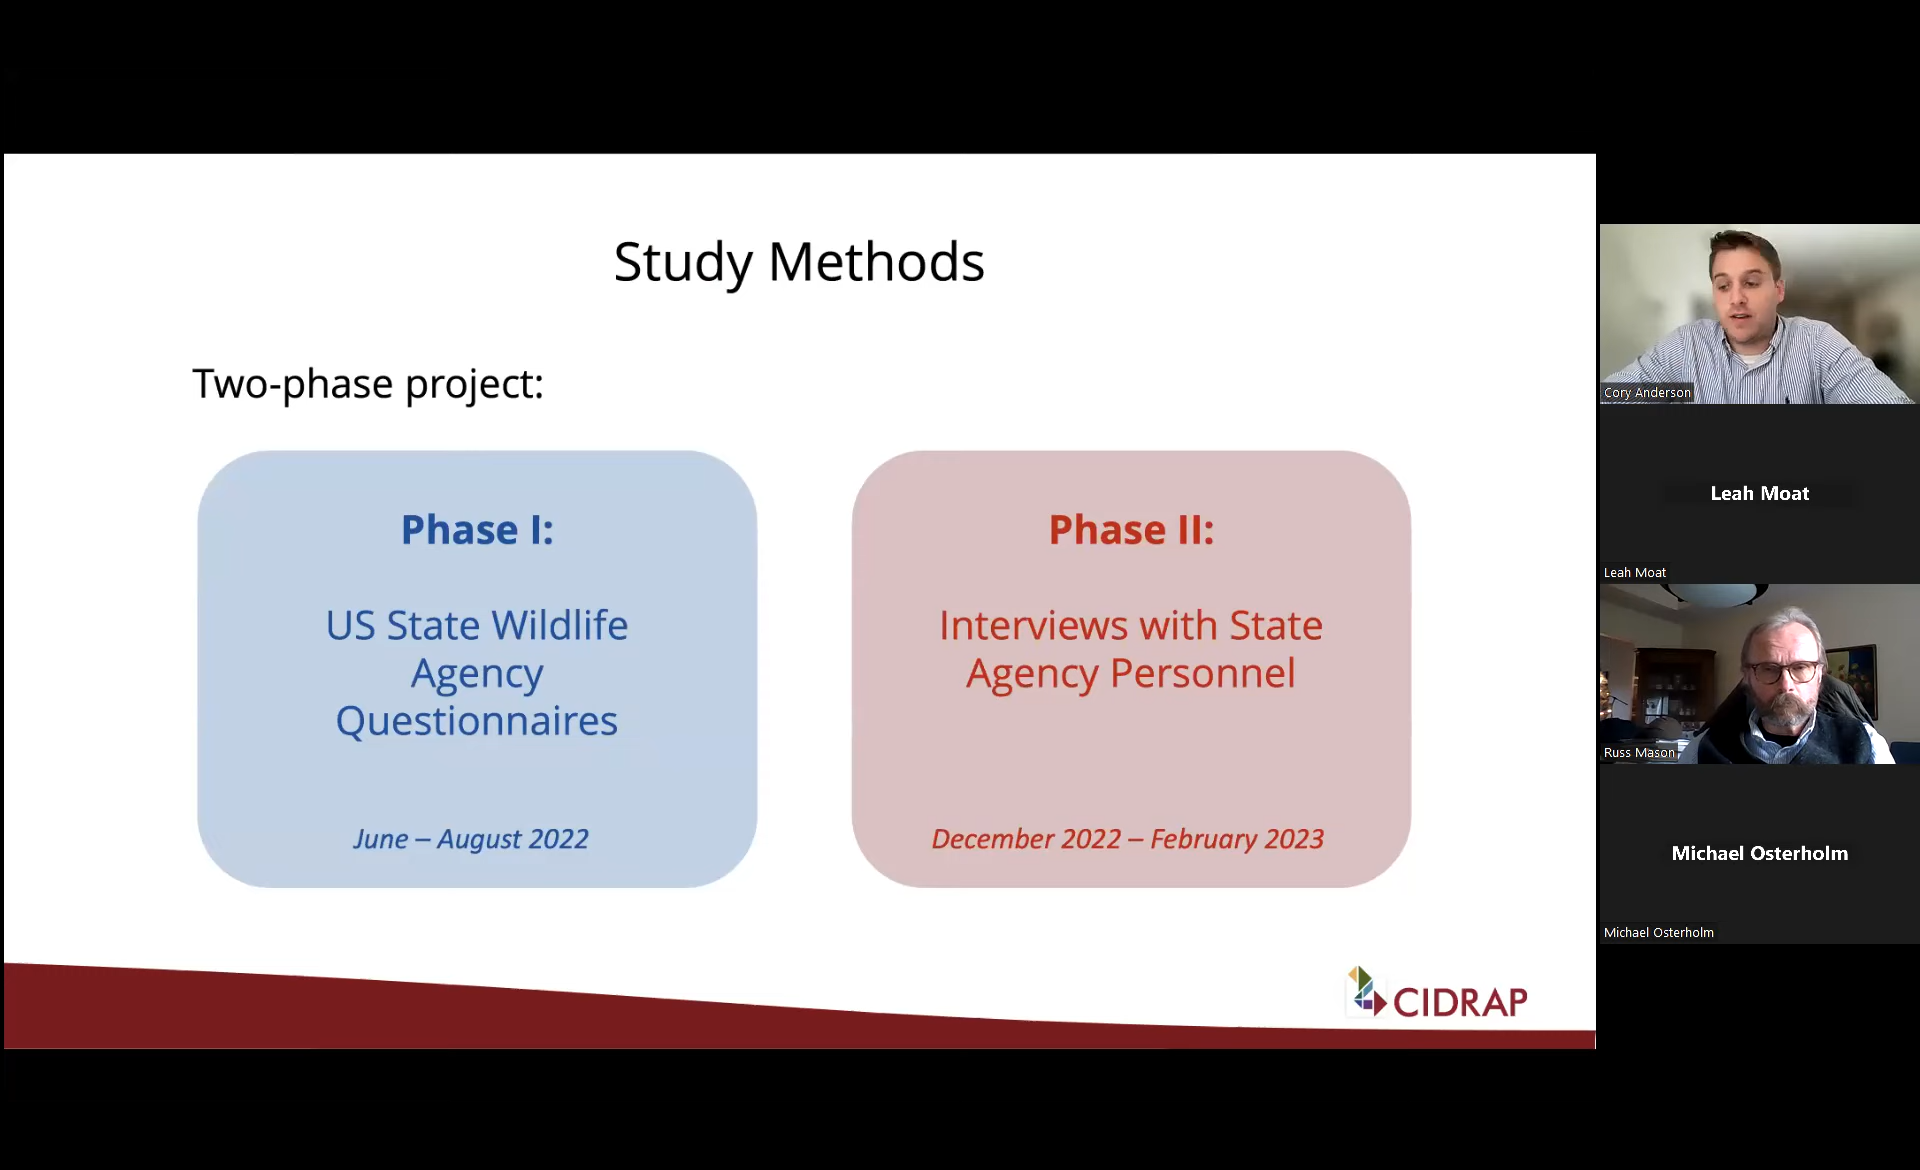 Study Methods
Two-phase project:
Phase I:
US State Wildlife
Agency
Questionnaires
June – August 2022
Phase II:
Interviews with State
Agency Personnel
December 2022 – February 2023
CIDRAP
Cory Anderson
Leah Moat
Leah Moat
Russ Mason
Michael Osterholm
Michael Osterholm